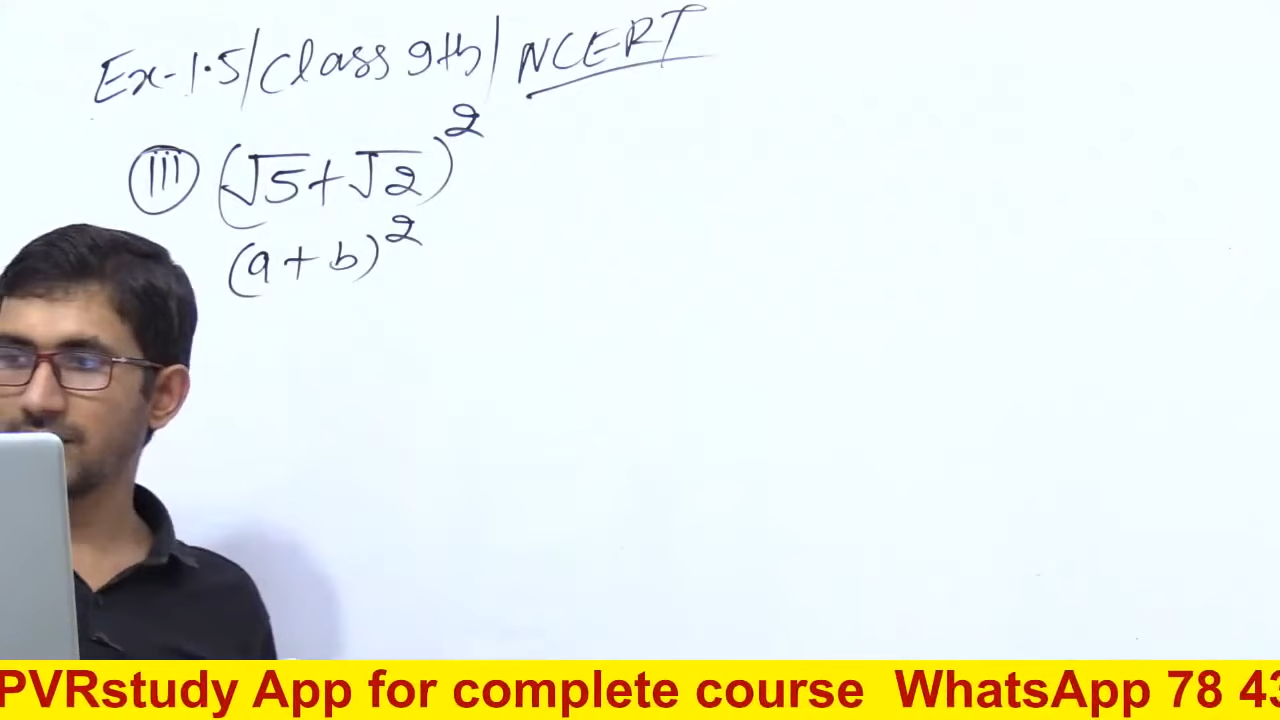 Ex-1.5/Class 9th/NCERT
(iii) (√5+√2)²
(a+b)²
PVRstudy App for complete course WhatsApp 78 43